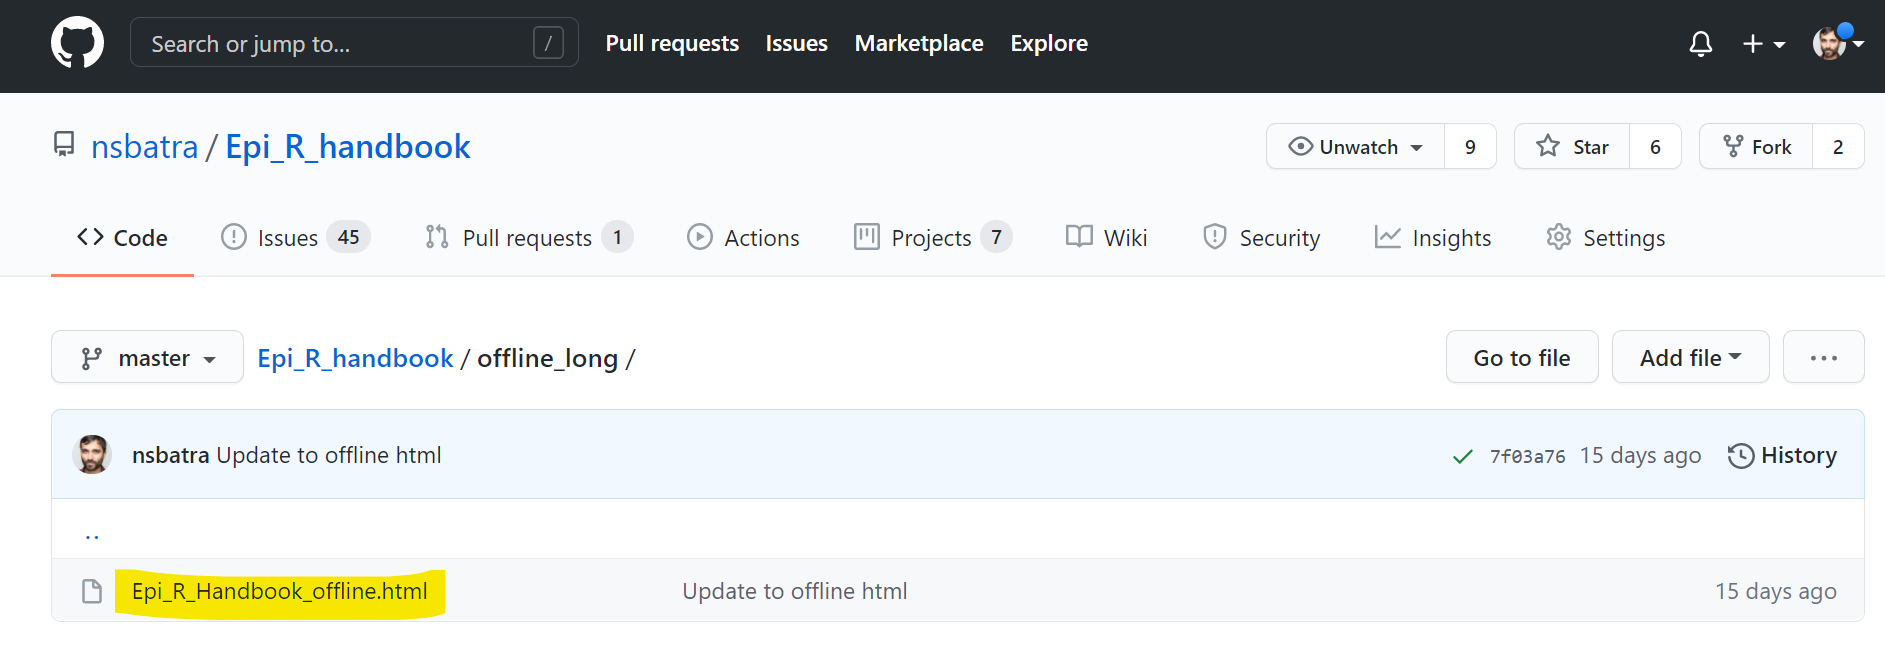 Search or jump to... / Pull requests Issues Marketplace Explore
nsbatra / Epi_R_handbook Unwatch 9 Star 6 Fork 2
Code Issues 45 Pull requests 1 Actions Projects 7 Wiki Security Insights Settings
master Epi_R_handbook / offline_long / Go to file Add file ...
nsbatra Update to offline html 7f03a76 15 days ago History
..
Epi_R_Handbook_offline.html Update to offline html 15 days ago